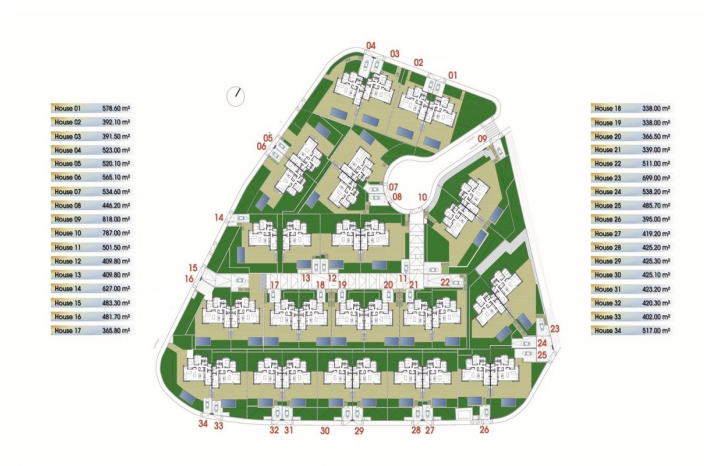 House 01 578.60 m²
House 02 392.10 m²
House 03 391.50 m²
House 04 523.00 m²
House 05 520.10 m²
House 06 565.10 m²
House 07 534.60 m²
House 08 446.20 m²
House 09 818.00 m²
House 10 787.00 m²
House 11 501.50 m²
House 12 409.80 m²
House 13 409.80 m²
House 14 627.00 m²
House 15 483.30 m²
House 16 481.70 m²
House 17 365.80 m²
04
03
02
01
05
06
09
07
08
10
14
15
16
13
12
11
22
17
18
19
20
21
23
24
25
34
33
32
31
30
29
28
27
26
House 18 338.00 m²
House 19 338.00 m²
House 20 366.50 m²
House 21 339.00 m²
House 22 511.00 m²
House 23 699.00 m²
House 24 538.20 m²
House 25 485.70 m²
House 26 395.00 m²
House 27 419.20 m²
House 28 425.20 m²
House 29 425.30 m²
House 30 425.10 m²
House 31 423.20 m²
House 32 420.30 m²
House 33 402.00 m²
House 34 517.00 m²